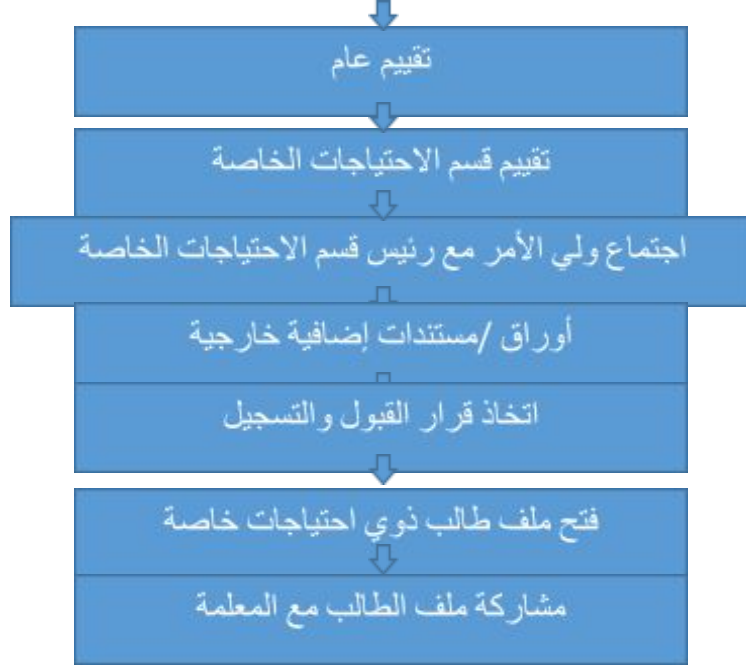 تقييم عام
تقييم قسم الاحتياجات الخاصة
اجتماع ولي الأمر مع رئيس قسم الاحتياجات الخاصة
أوراق /مستندات إضافية خارجية
اتخاذ قرار القبول والتسجيل
فتح ملف طالب ذوي احتياجات خاصة
مشاركة ملف الطالب مع المعلمة